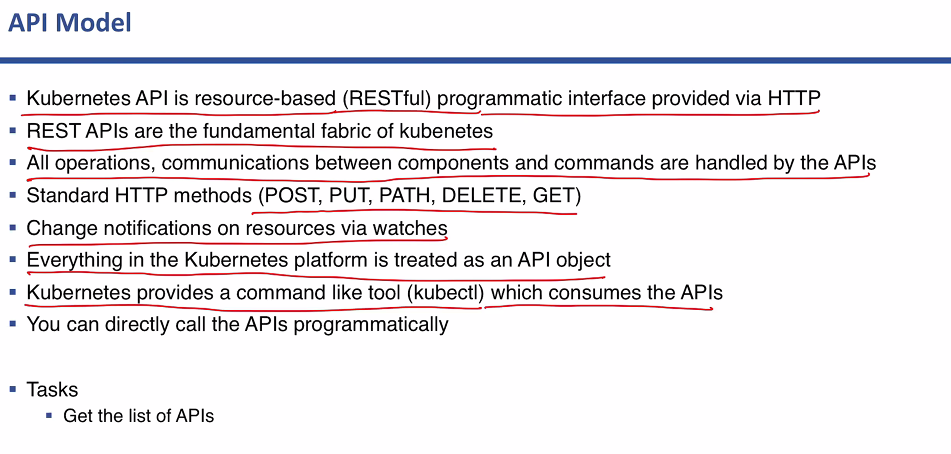 API Model
▪ Kubernetes API is resource-based (RESTful) programmatic interface provided via HTTP
▪ REST APIs are the fundamental fabric of kubenetes
▪ All operations, communications between components and commands are handled by the APIs
▪ Standard HTTP methods (POST, PUT, PATH, DELETE, GET)
▪ Change notifications on resources via watches
▪ Everything in the Kubernetes platform is treated as an API object
▪ Kubernetes provides a command like tool (kubectl) which consumes the APIs
▪ You can directly call the APIs programmatically
▪ Tasks
▪ Get the list of APIs